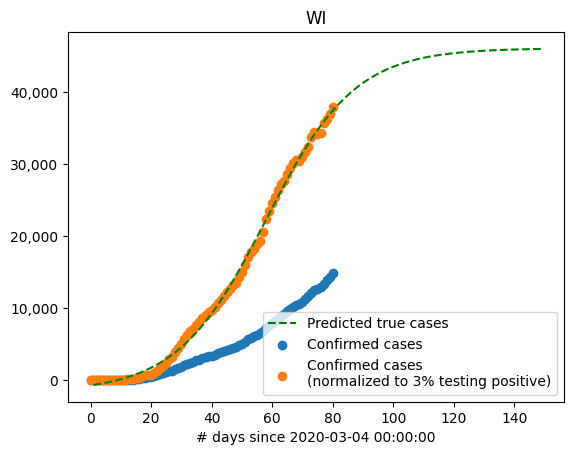 WI
40,000
30,000
20,000
10,000
0
Predicted true cases
Confirmed cases
Confirmed cases
(normalized to 3% testing positive)
0 20 40 60 80 100 120 140
# days since 2020-03-04 00:00:00